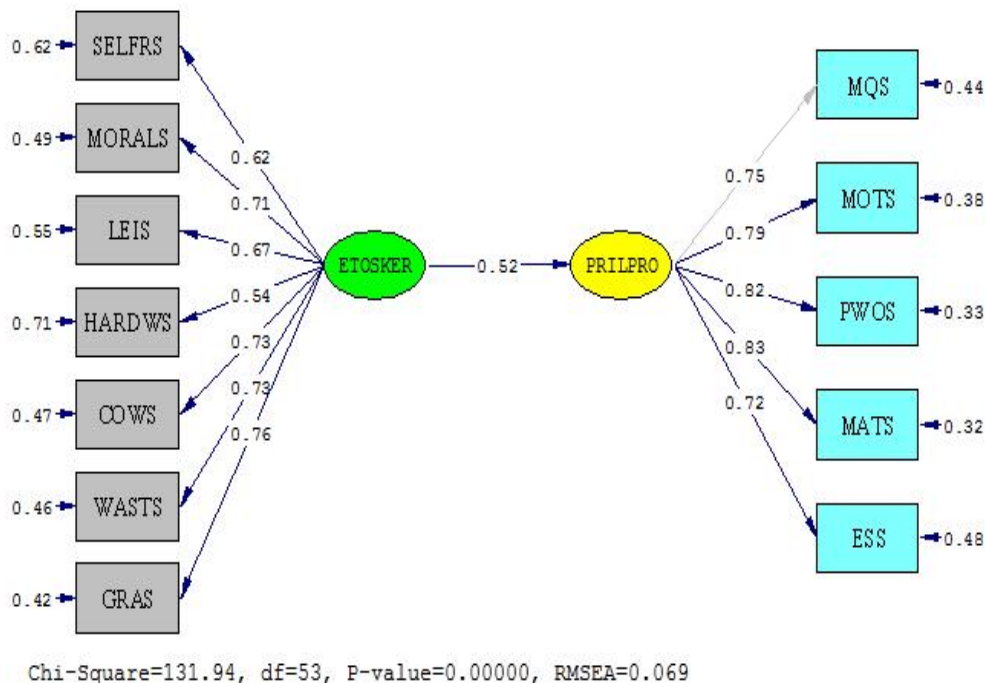 0.62
SELFRS
0.49
MORALS
0.55
LEIS
0.71
HARDWS
0.47
COWS
0.46
WASTS
0.42
GRAS
0.62
0.71
0.67
0.54
0.73
0.73
0.76
ETOSKER
0.52
PRILPRO
0.75
0.79
0.82
0.83
0.72
MQS
0.44
MOTS
0.38
PWOS
0.33
MATS
0.32
ESS
0.48
Chi-Square=131.94, df=53, P-value=0.00000, RMSEA=0.069